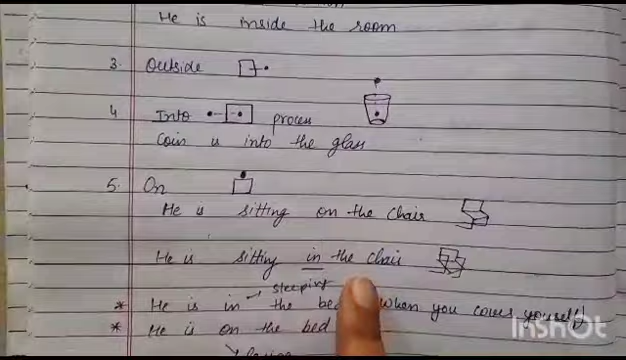 He is inside the room
3. Outside
4 Into process
Coin is into the glass
5. On
He is sitting on the chair
He is sitting in the chair
sleeping
* He is in the bed when you cover yourself)
* He is on the bed
InShot